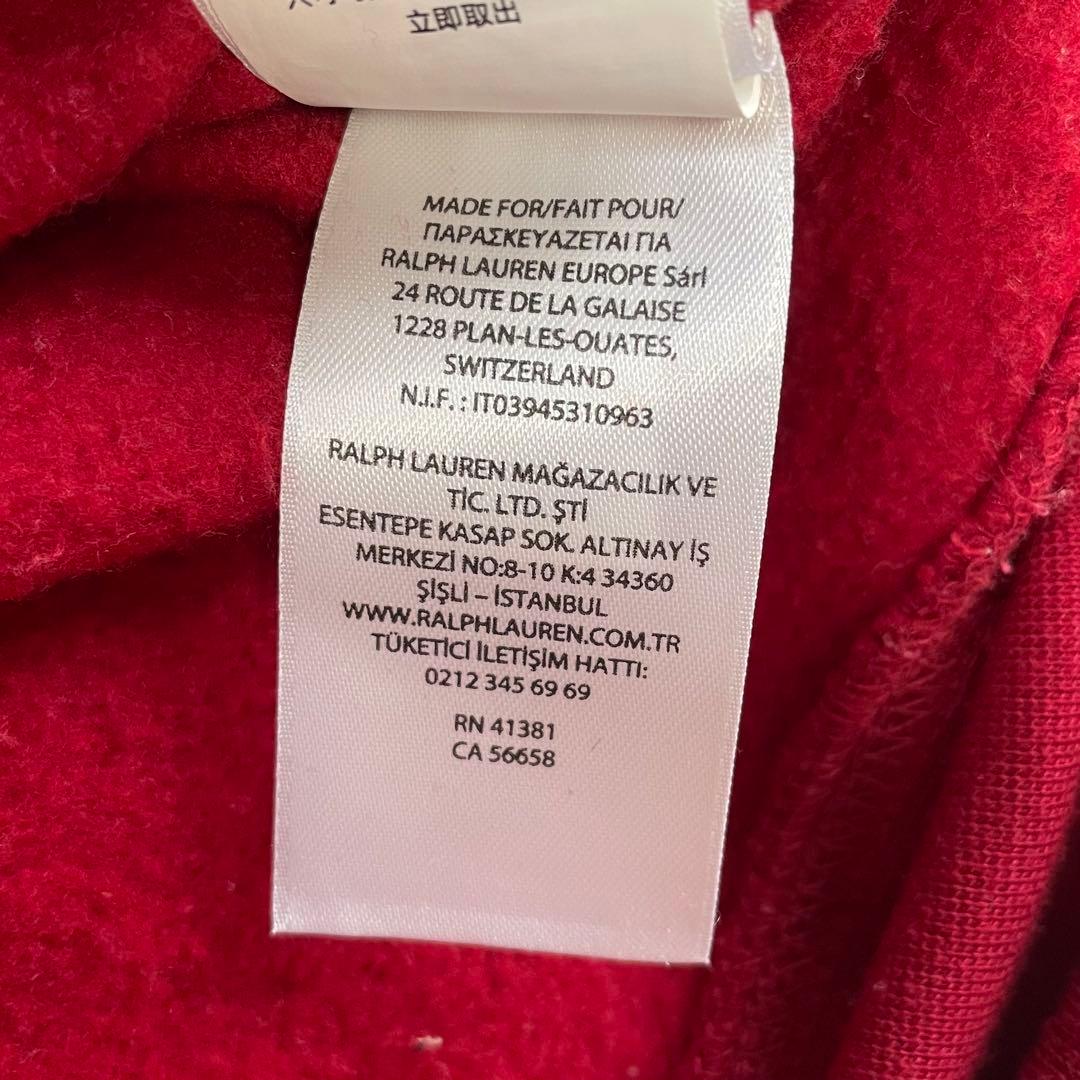 立即取出
MADE FOR/FAIT POUR/
ΠΑΡΑΣΚΕΥΑΖΕΤΑΙ ΓΙΑ
RALPH LAUREN EUROPE Sárl
24 ROUTE DE LA GALAISE
1228 PLAN-LES-OUATES,
SWITZERLAND
N.I.F. : IT03945310963
RALPH LAUREN MAĞAZACILIK VE
TİC. LTD. ŞTİ
ESENTEPE KASAP SOK. ALTINAY İŞ
MERKEZİ NO:8-10 K:4 34360
ŞİŞLİ – İSTANBUL
WWW.RALPHLAUREN.COM.TR
TÜKETİCİ İLETİŞİM HATTI:
0212 345 69 69
RN 41381
CA 56658